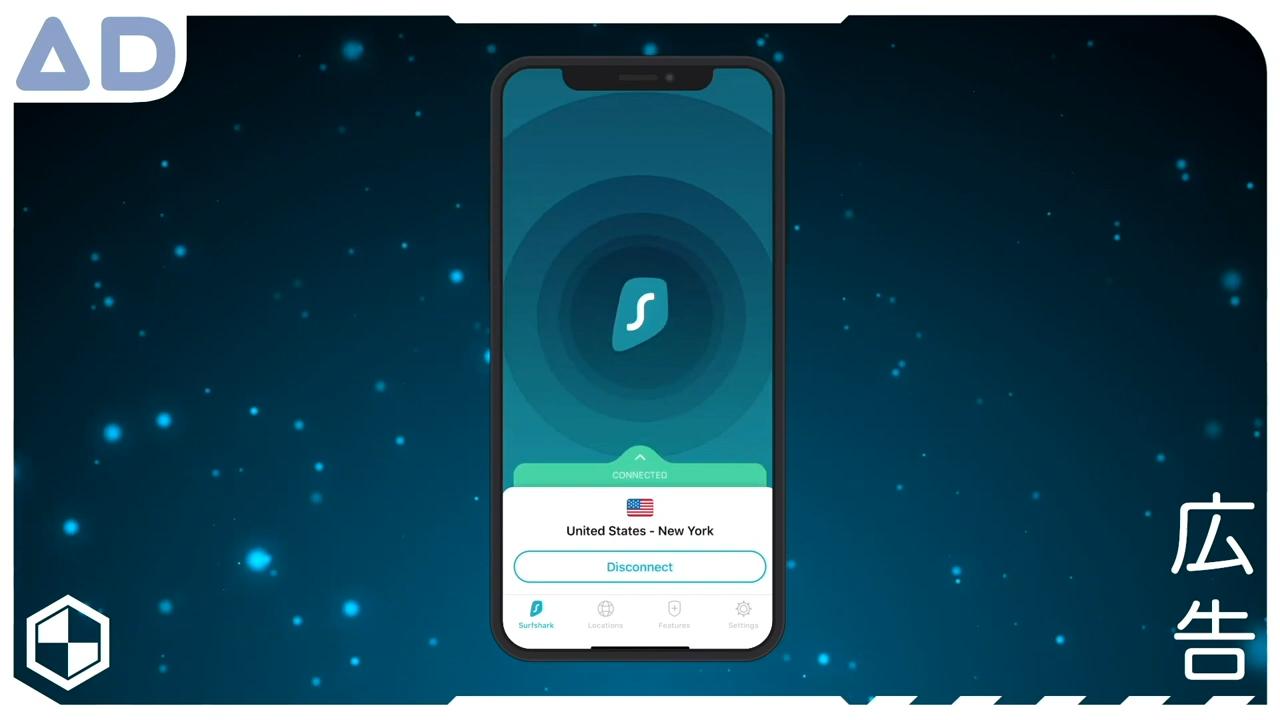 AD
CONNECTED
United States - New York
Disconnect
Surfshark
Locations
Features
Settings
広告